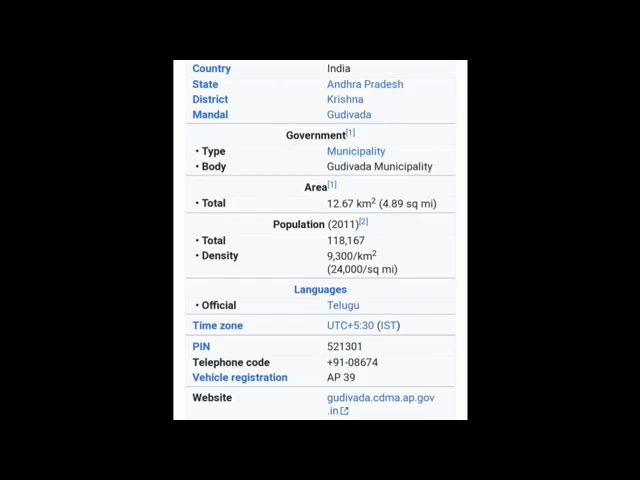 Country India
State Andhra Pradesh
District Krishna
Mandal Gudivada
Government[1]
• Type Municipality
• Body Gudivada Municipality
Area[1]
• Total 12.67 km2 (4.89 sq mi)
Population (2011)[2]
• Total 118,167
• Density 9,300/km2
(24,000/sq mi)
Languages
• Official Telugu
Time zone UTC+5:30 (IST)
PIN 521301
Telephone code +91-08674
Vehicle registration AP 39
Website gudivada.cdma.ap.gov
.in